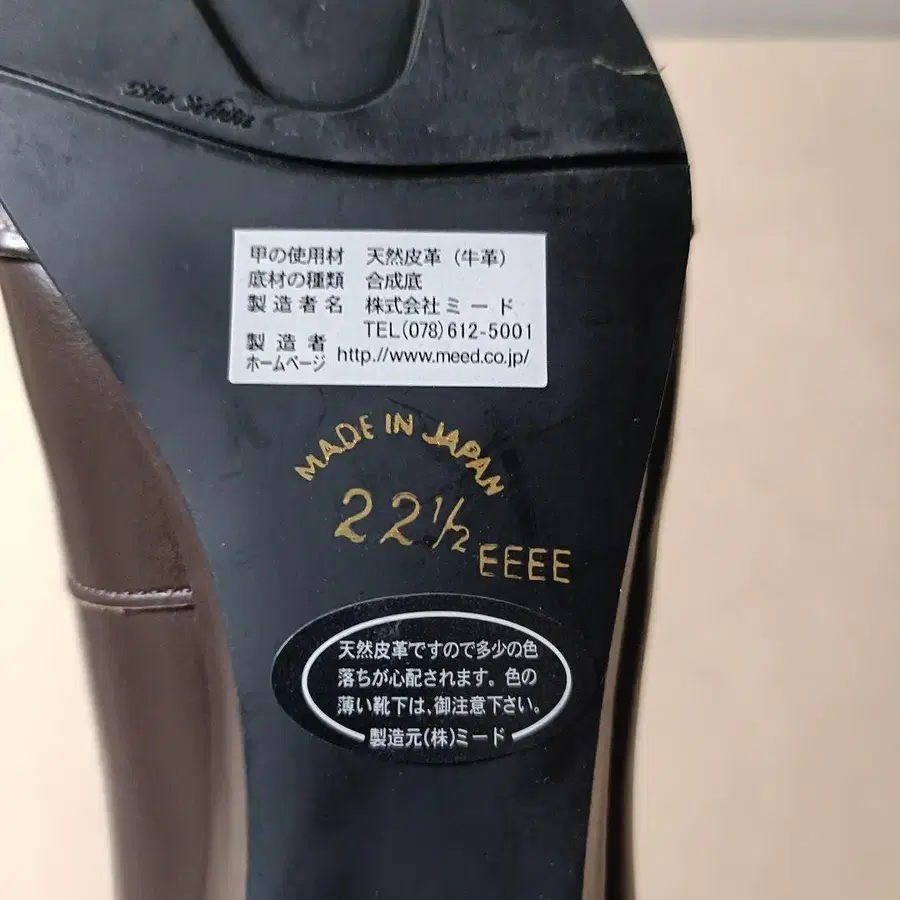 甲の使用材 天然皮革(牛革)
底材の種類 合成底
製造者名 株式会社ミード
TEL(078)612-5001
製造者
ホームページ http://www.meed.co.jp/
MADE IN JAPAN
22½
EEEE
天然皮革ですので多少の色
落ちが心配されます。色の
薄い靴下は、御注意下さい。
製造元(株)ミード